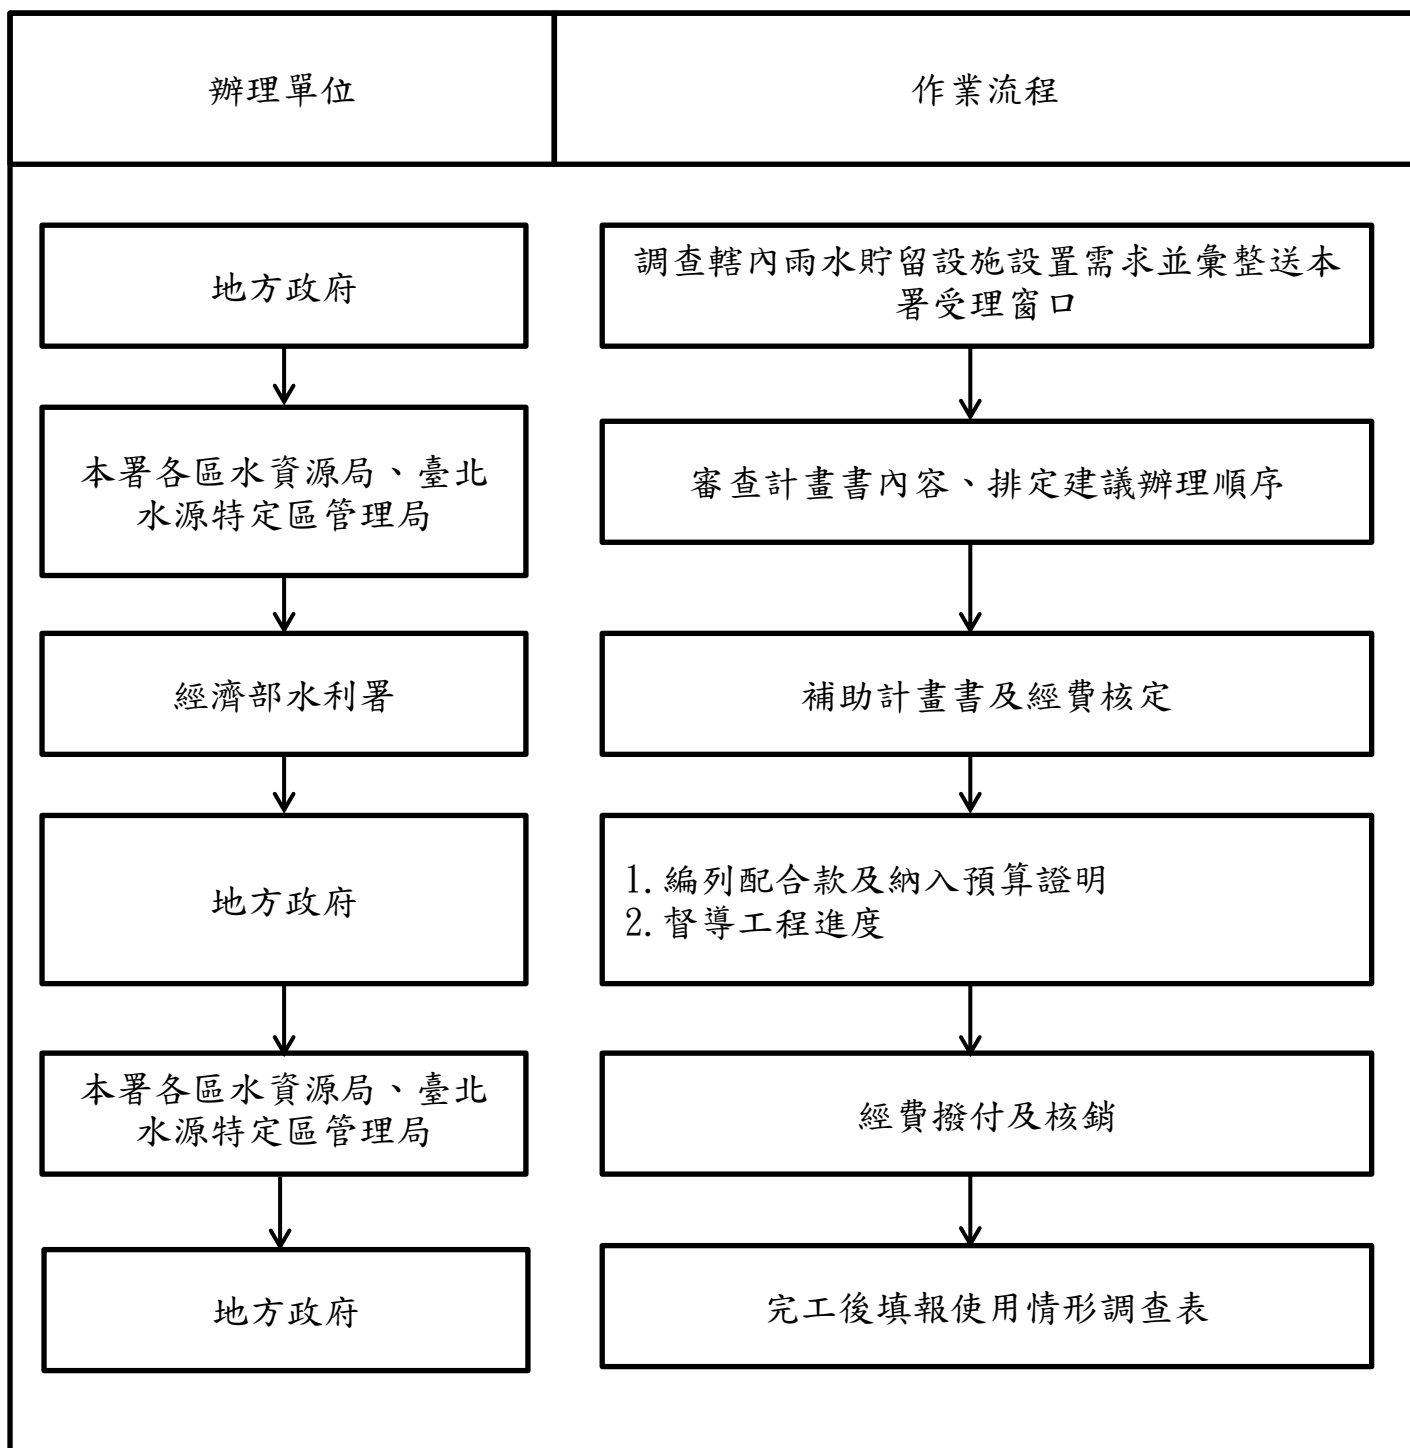 辦理單位
作業流程
地方政府
調查轄內雨水貯留設施設置需求並彙整送本
署受理窗口
本署各區水資源局、臺北
水源特定區管理局
審查計畫書內容、排定建議辦理順序
經濟部水利署
補助計畫書及經費核定
地方政府
1. 編列配合款及納入預算證明
2. 督導工程進度
本署各區水資源局、臺北
水源特定區管理局
經費撥付及核銷
地方政府
完工後填報使用情形調查表